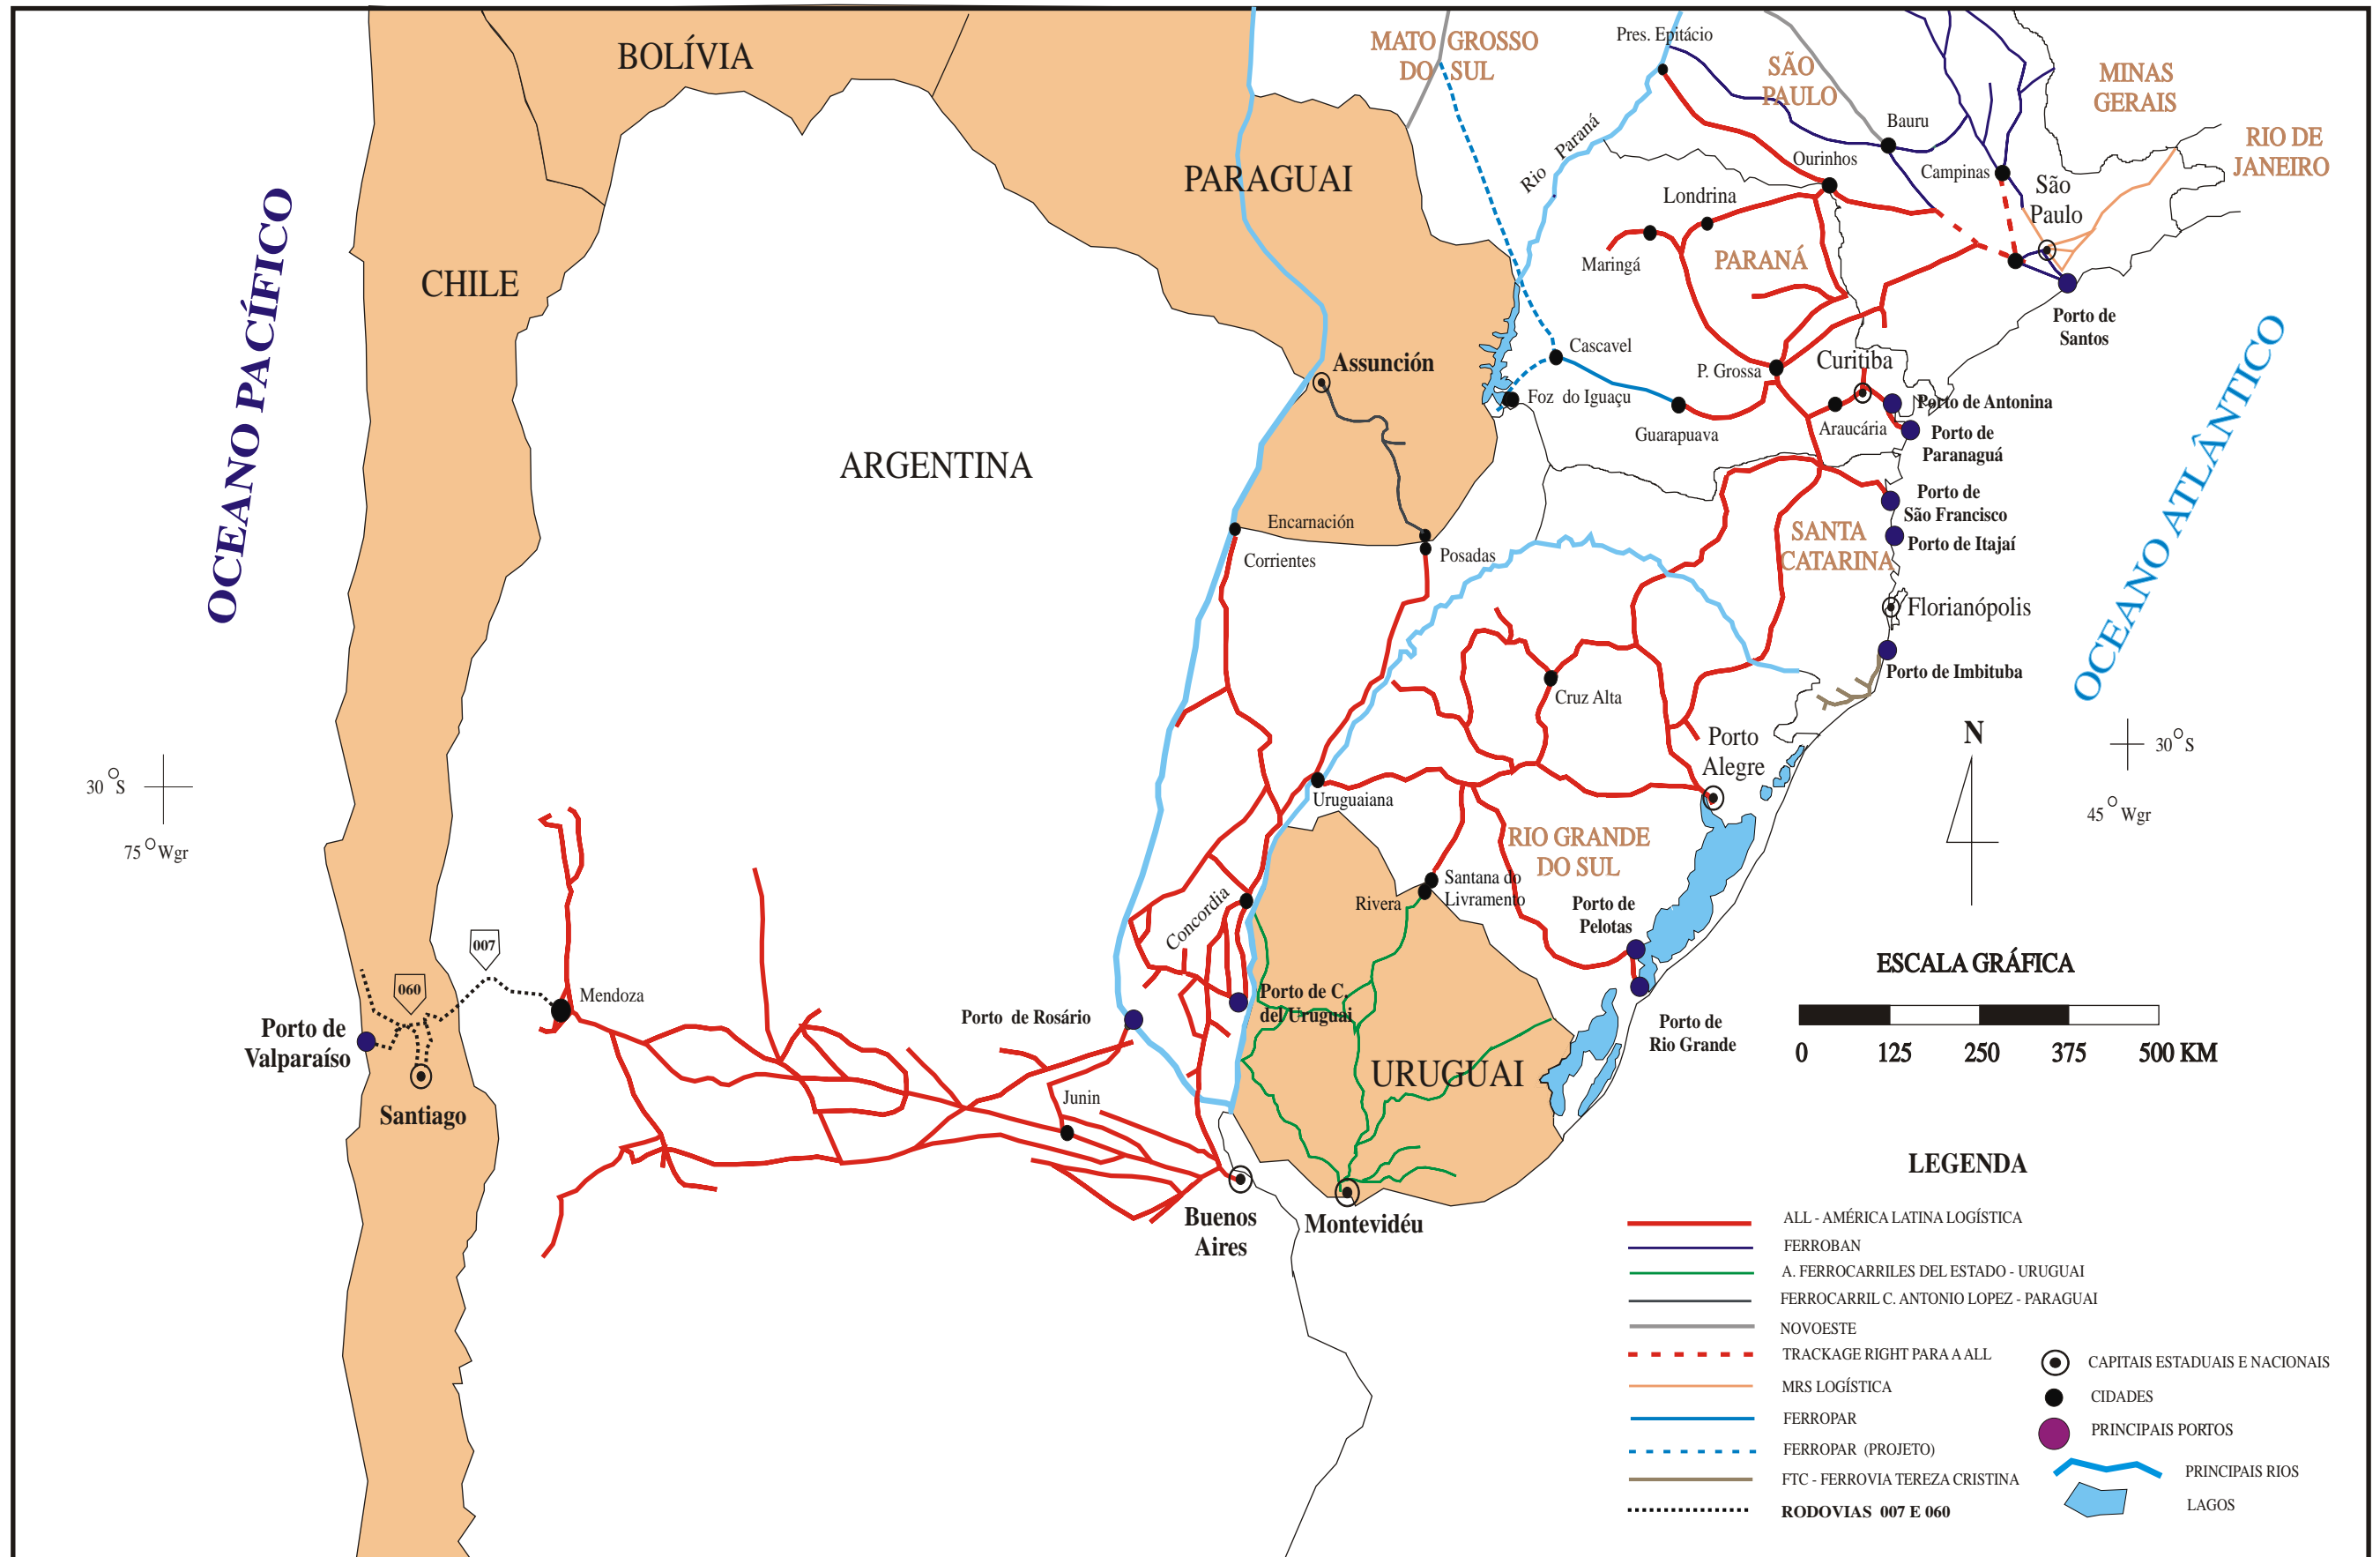 BOLÍVIA
MATO GROSSO
DO SUL
Pres. Epitácio
SÃO
PAULO
MINAS
GERAIS
RIO DE
JANEIRO
Bauru
Rio Paraná
Ourinhos
Campinas
São
Paulo
PARAGUAI
Londrina
Maringá
PARANÁ
OCEANO PACÍFICO
CHILE
Porto de
Santos
Assunción
Cascavel
P. Grossa
Curitiba
Foz do Iguaçu
Porto de Antonina
Guarapuava
Araucária
Porto de
Paranaguá
OCEANO ATLÂNTICO
ARGENTINA
Porto de
São Francisco
Encarnación
Corrientes
Posadas
SANTA
CATARINA
Porto de Itajaí
Florianópolis
Porto de Imbituba
Cruz Alta
Porto
Alegre
N
30 O S
45 O Wgr
30 O S
75 O Wgr
Uruguaiana
RIO GRANDE
DO SUL
Santana do
Livramento
Rivera
Concordia
Porto de
Pelotas
007
060
Mendoza
Porto de
Valparaíso
Porto de Rosário
Porto de C.
del Uruguai
Porto de
Rio Grande
ESCALA GRÁFICA
0 125 250 375 500 KM
URUGUAI
Santiago
Junin
Buenos
Aires
Montevidéu
LEGENDA
ALL - AMÉRICA LATINA LOGÍSTICA
FERROBAN
A. FERROCARRILES DEL ESTADO - URUGUAI
FERROCARRIL C. ANTONIO LOPEZ - PARAGUAI
NOVOESTE
TRACKAGE RIGHT PARA A ALL
MRS LOGÍSTICA
FERROPAR
FERROPAR (PROJETO)
FTC - FERROVIA TEREZA CRISTINA
RODOVIAS 007 E 060
CAPITAIS ESTADUAIS E NACIONAIS
CIDADES
PRINCIPAIS PORTOS
PRINCIPAIS RIOS
LAGOS